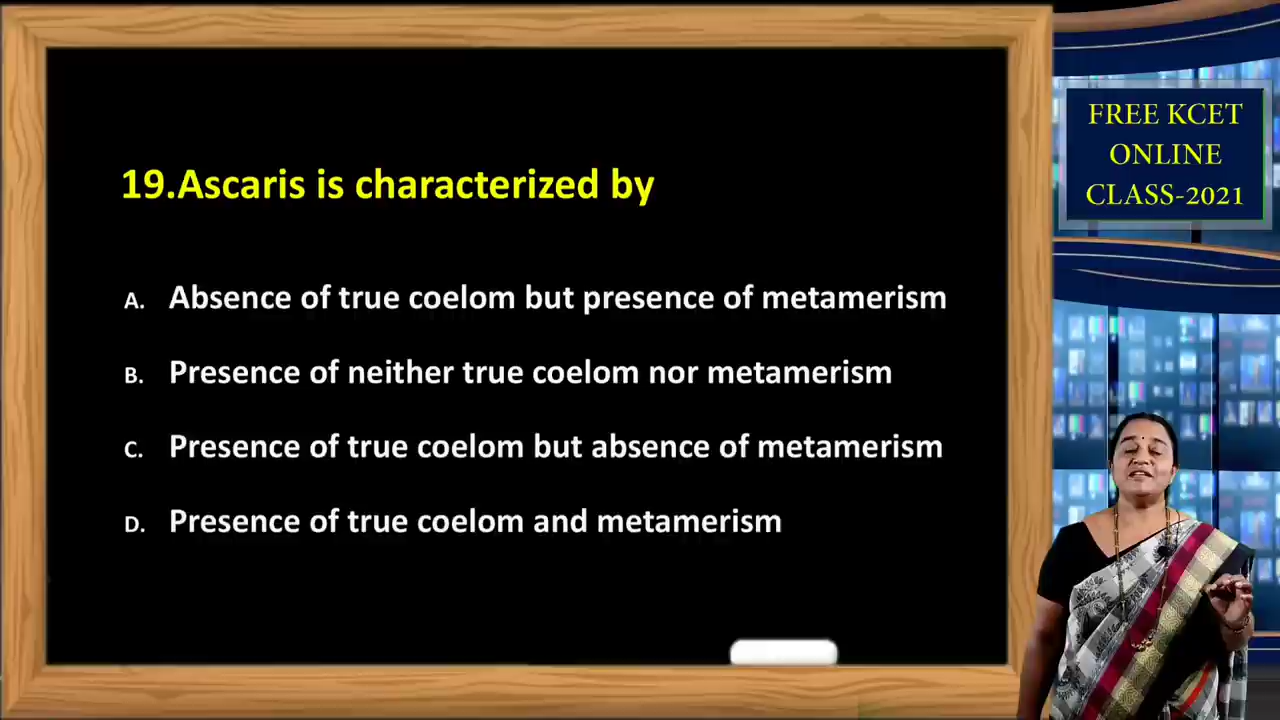 19.Ascaris is characterized by
A. Absence of true coelom but presence of metamerism
B. Presence of neither true coelom nor metamerism
C. Presence of true coelom but absence of metamerism
D. Presence of true coelom and metamerism
FREE KCET
ONLINE
CLASS-2021